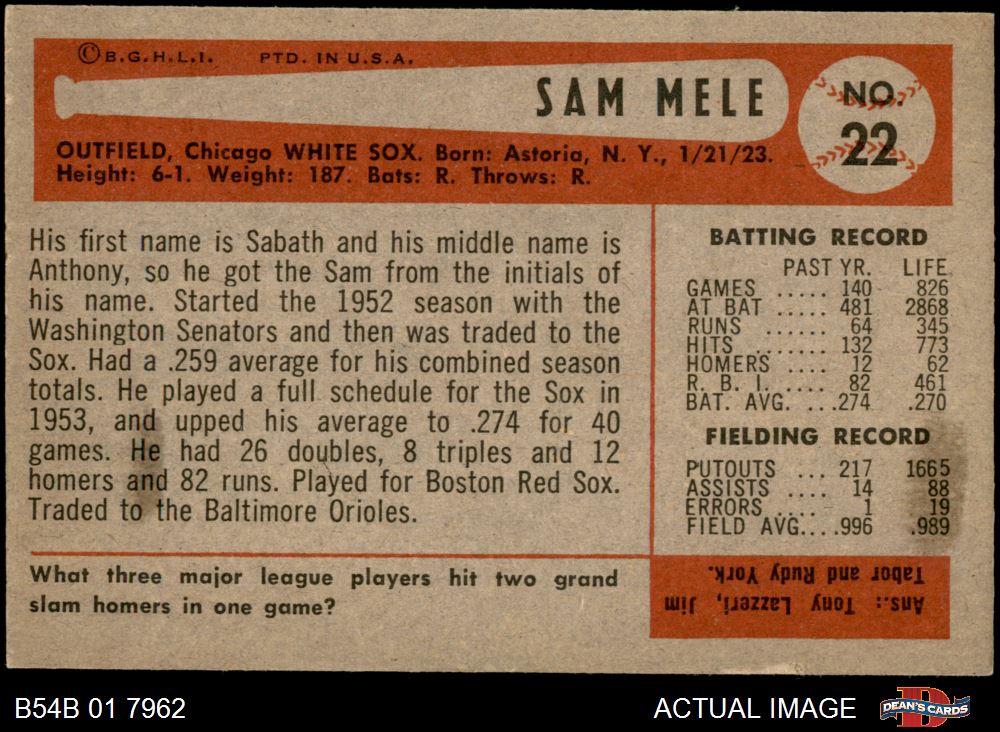 ©B.G.H.L.I. PTD. IN U.S.A.
SAM MELE
NO.
22
OUTFIELD, Chicago WHITE SOX. Born: Astoria, N. Y., 1/21/23.
Height: 6-1. Weight: 187. Bats: R. Throws: R.
His first name is Sabath and his middle name is
Anthony, so he got the Sam from the initials of
his name. Started the 1952 season with the
Washington Senators and then was traded to the
Sox. Had a .259 average for his combined season
totals. He played a full schedule for the Sox in
1953, and upped his average to .274 for 40
games. He had 26 doubles, 8 triples and 12
homers and 82 runs. Played for Boston Red Sox.
Traded to the Baltimore Orioles.
BATTING RECORD
PAST YR. LIFE
GAMES ..... 140 826
AT BAT ..... 481 2868
RUNS ...... 64 345
HITS ....... 132 773
HOMERS .... 12 62
R. B. I. .... 82 461
BAT. AVG. ...274 .270
FIELDING RECORD
PUTOUTS ... 217 1665
ASSISTS .... 14 88
ERRORS .... 1 19
FIELD AVG....996 .989
What three major league players hit two grand
slam homers in one game?
Ans.: Tony Lazzeri, Jim
Tabor and Rudy York.
B54B 01 7962
ACTUAL IMAGE
D
DEAN'S CARDS